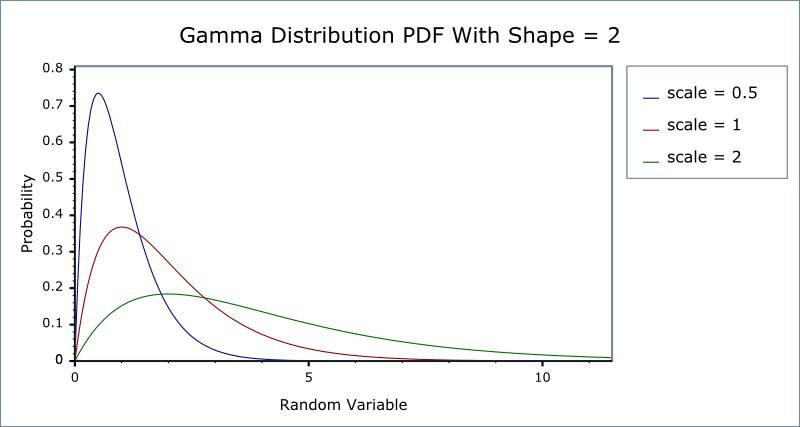 Gamma Distribution PDF With Shape = 2
scale = 0.5
scale = 1
scale = 2
Probability
0.8
0.7
0.6
0.5
0.4
0.3
0.2
0.1
0
0 5 10
Random Variable